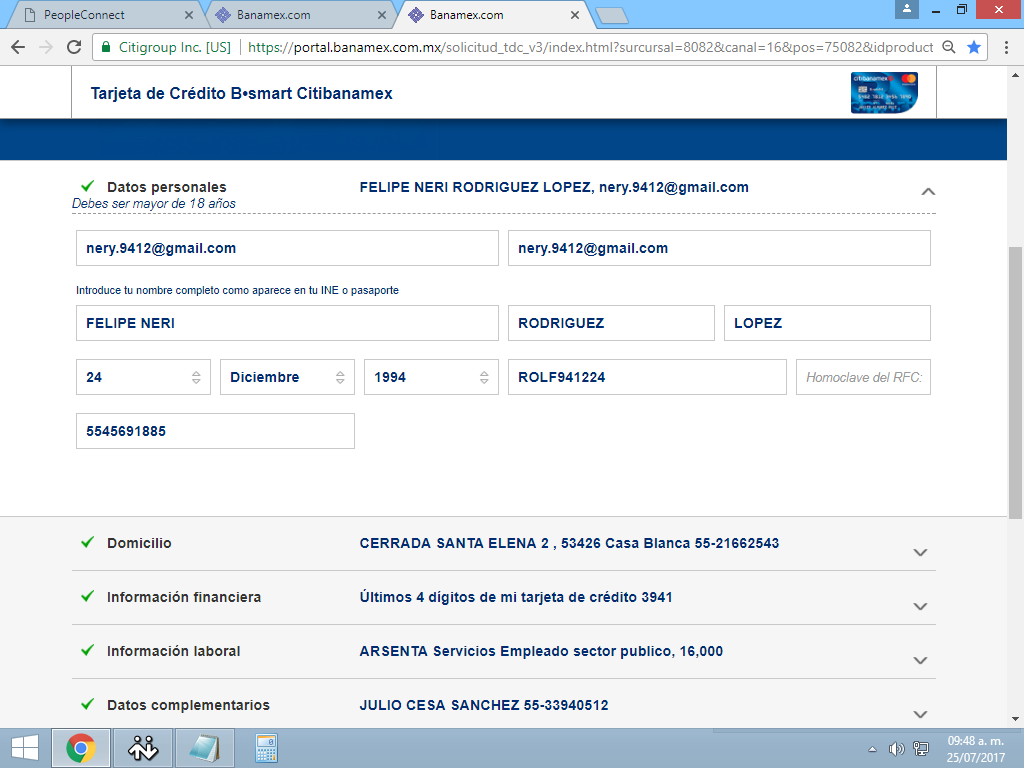 PeopleConnect
Banamex.com
Banamex.com
Citigroup Inc. [US] https://portal.banamex.com.mx/solicitud_tdc_v3/index.html?surcursal=8082&canal=16&pos=75082&idproduct
Tarjeta de Crédito B•smart Citibanamex
citibanamex
Datos personales FELIPE NERI RODRIGUEZ LOPEZ, nery.9412@gmail.com
Debes ser mayor de 18 años
nery.9412@gmail.com nery.9412@gmail.com
Introduce tu nombre completo como aparece en tu INE o pasaporte
FELIPE NERI RODRIGUEZ LOPEZ
24 Diciembre 1994 ROLF941224 Homoclave del RFC:
5545691885
Domicilio CERRADA SANTA ELENA 2 , 53426 Casa Blanca 55-21662543
Información financiera Últimos 4 dígitos de mi tarjeta de crédito 3941
Información laboral ARSENTA Servicios Empleado sector publico, 16,000
Datos complementarios JULIO CESA SANCHEZ 55-33940512
09:48 a. m.
25/07/2017